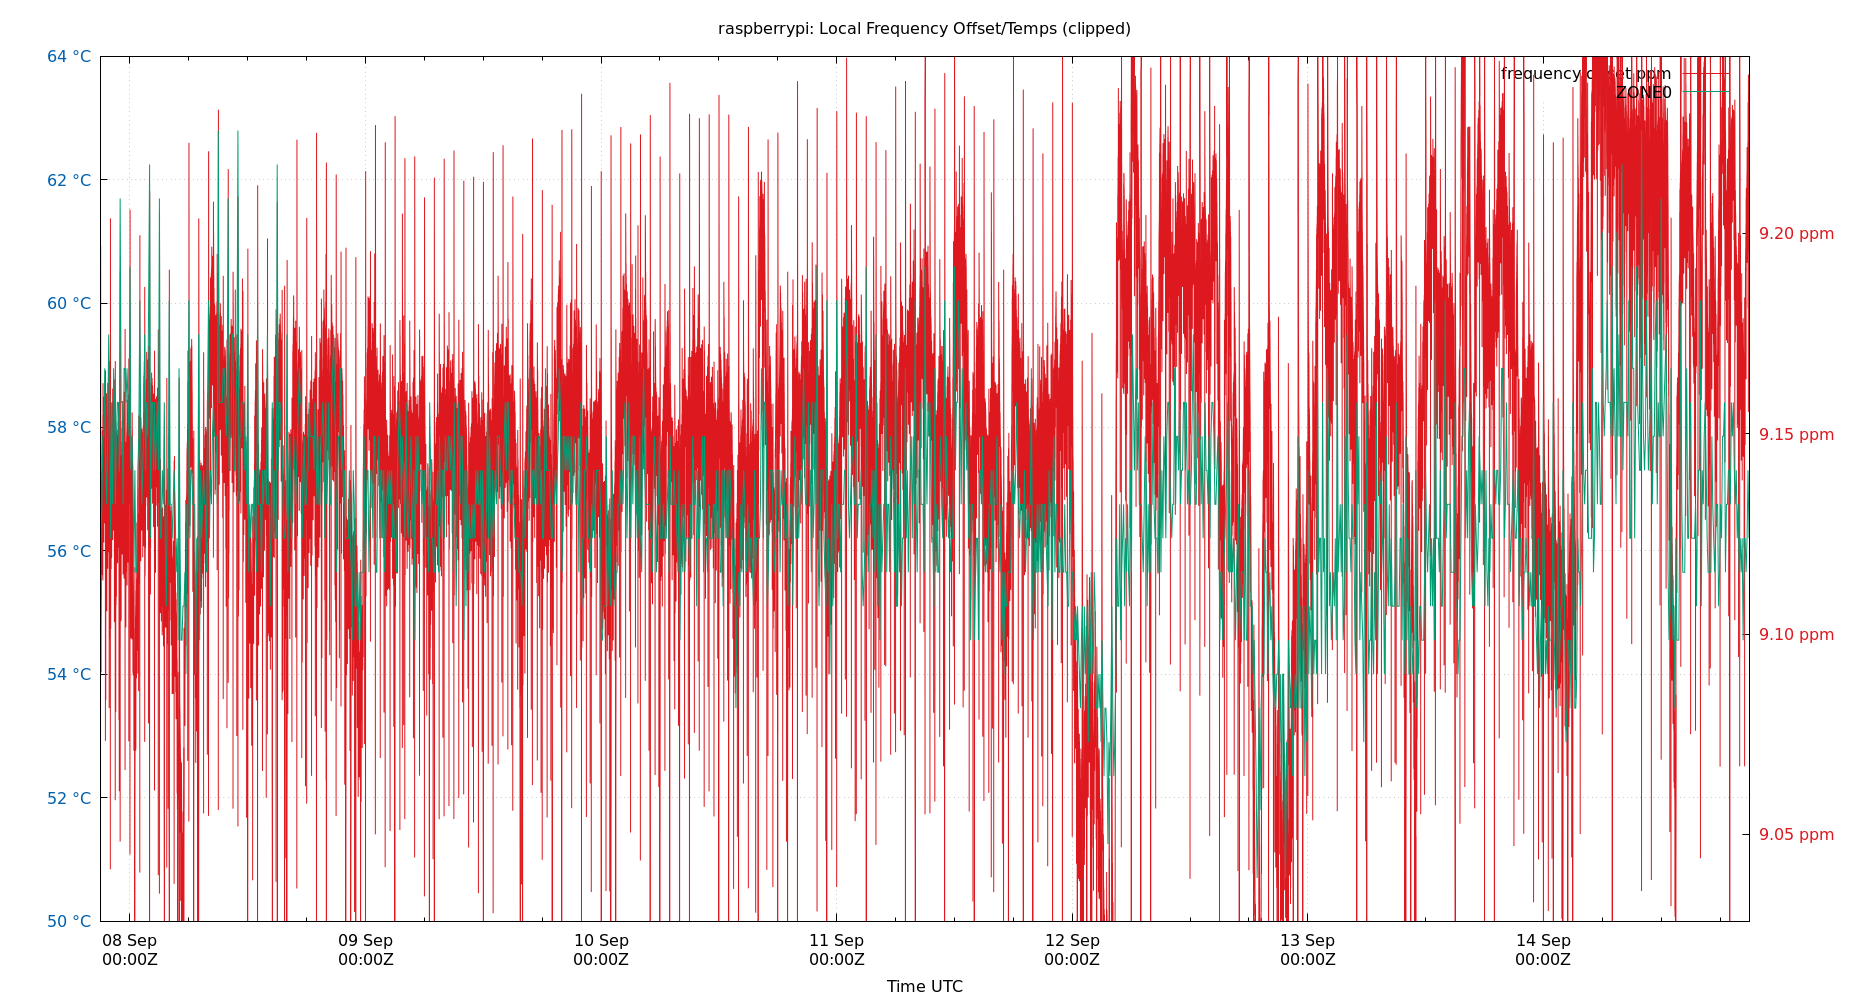 raspberrypi: Local Frequency Offset/Temps (clipped)
64 °C
62 °C
60 °C
58 °C
56 °C
54 °C
52 °C
50 °C
frequency offset ppm
ZONE0
9.20 ppm
9.15 ppm
9.10 ppm
9.05 ppm
08 Sep
00:00Z
09 Sep
00:00Z
10 Sep
00:00Z
11 Sep
00:00Z
12 Sep
00:00Z
13 Sep
00:00Z
14 Sep
00:00Z
Time UTC